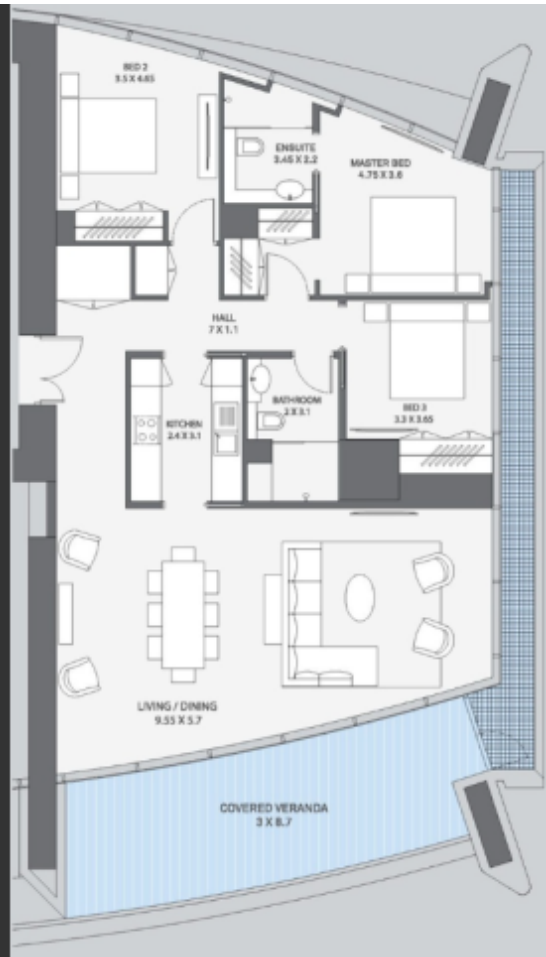 BED 2
3.5 X 4.65
ENSUITE
3.45 X 2.2
MASTER BED
4.75 X 3.8
HALL
7 X 1.1
KITCHEN
2.4 X 3.1
BATHROOM
2 X 3.1
BED 3
3.3 X 3.65
LIVING / DINING
9.55 X 5.7
COVERED VERANDA
3 X 8.7